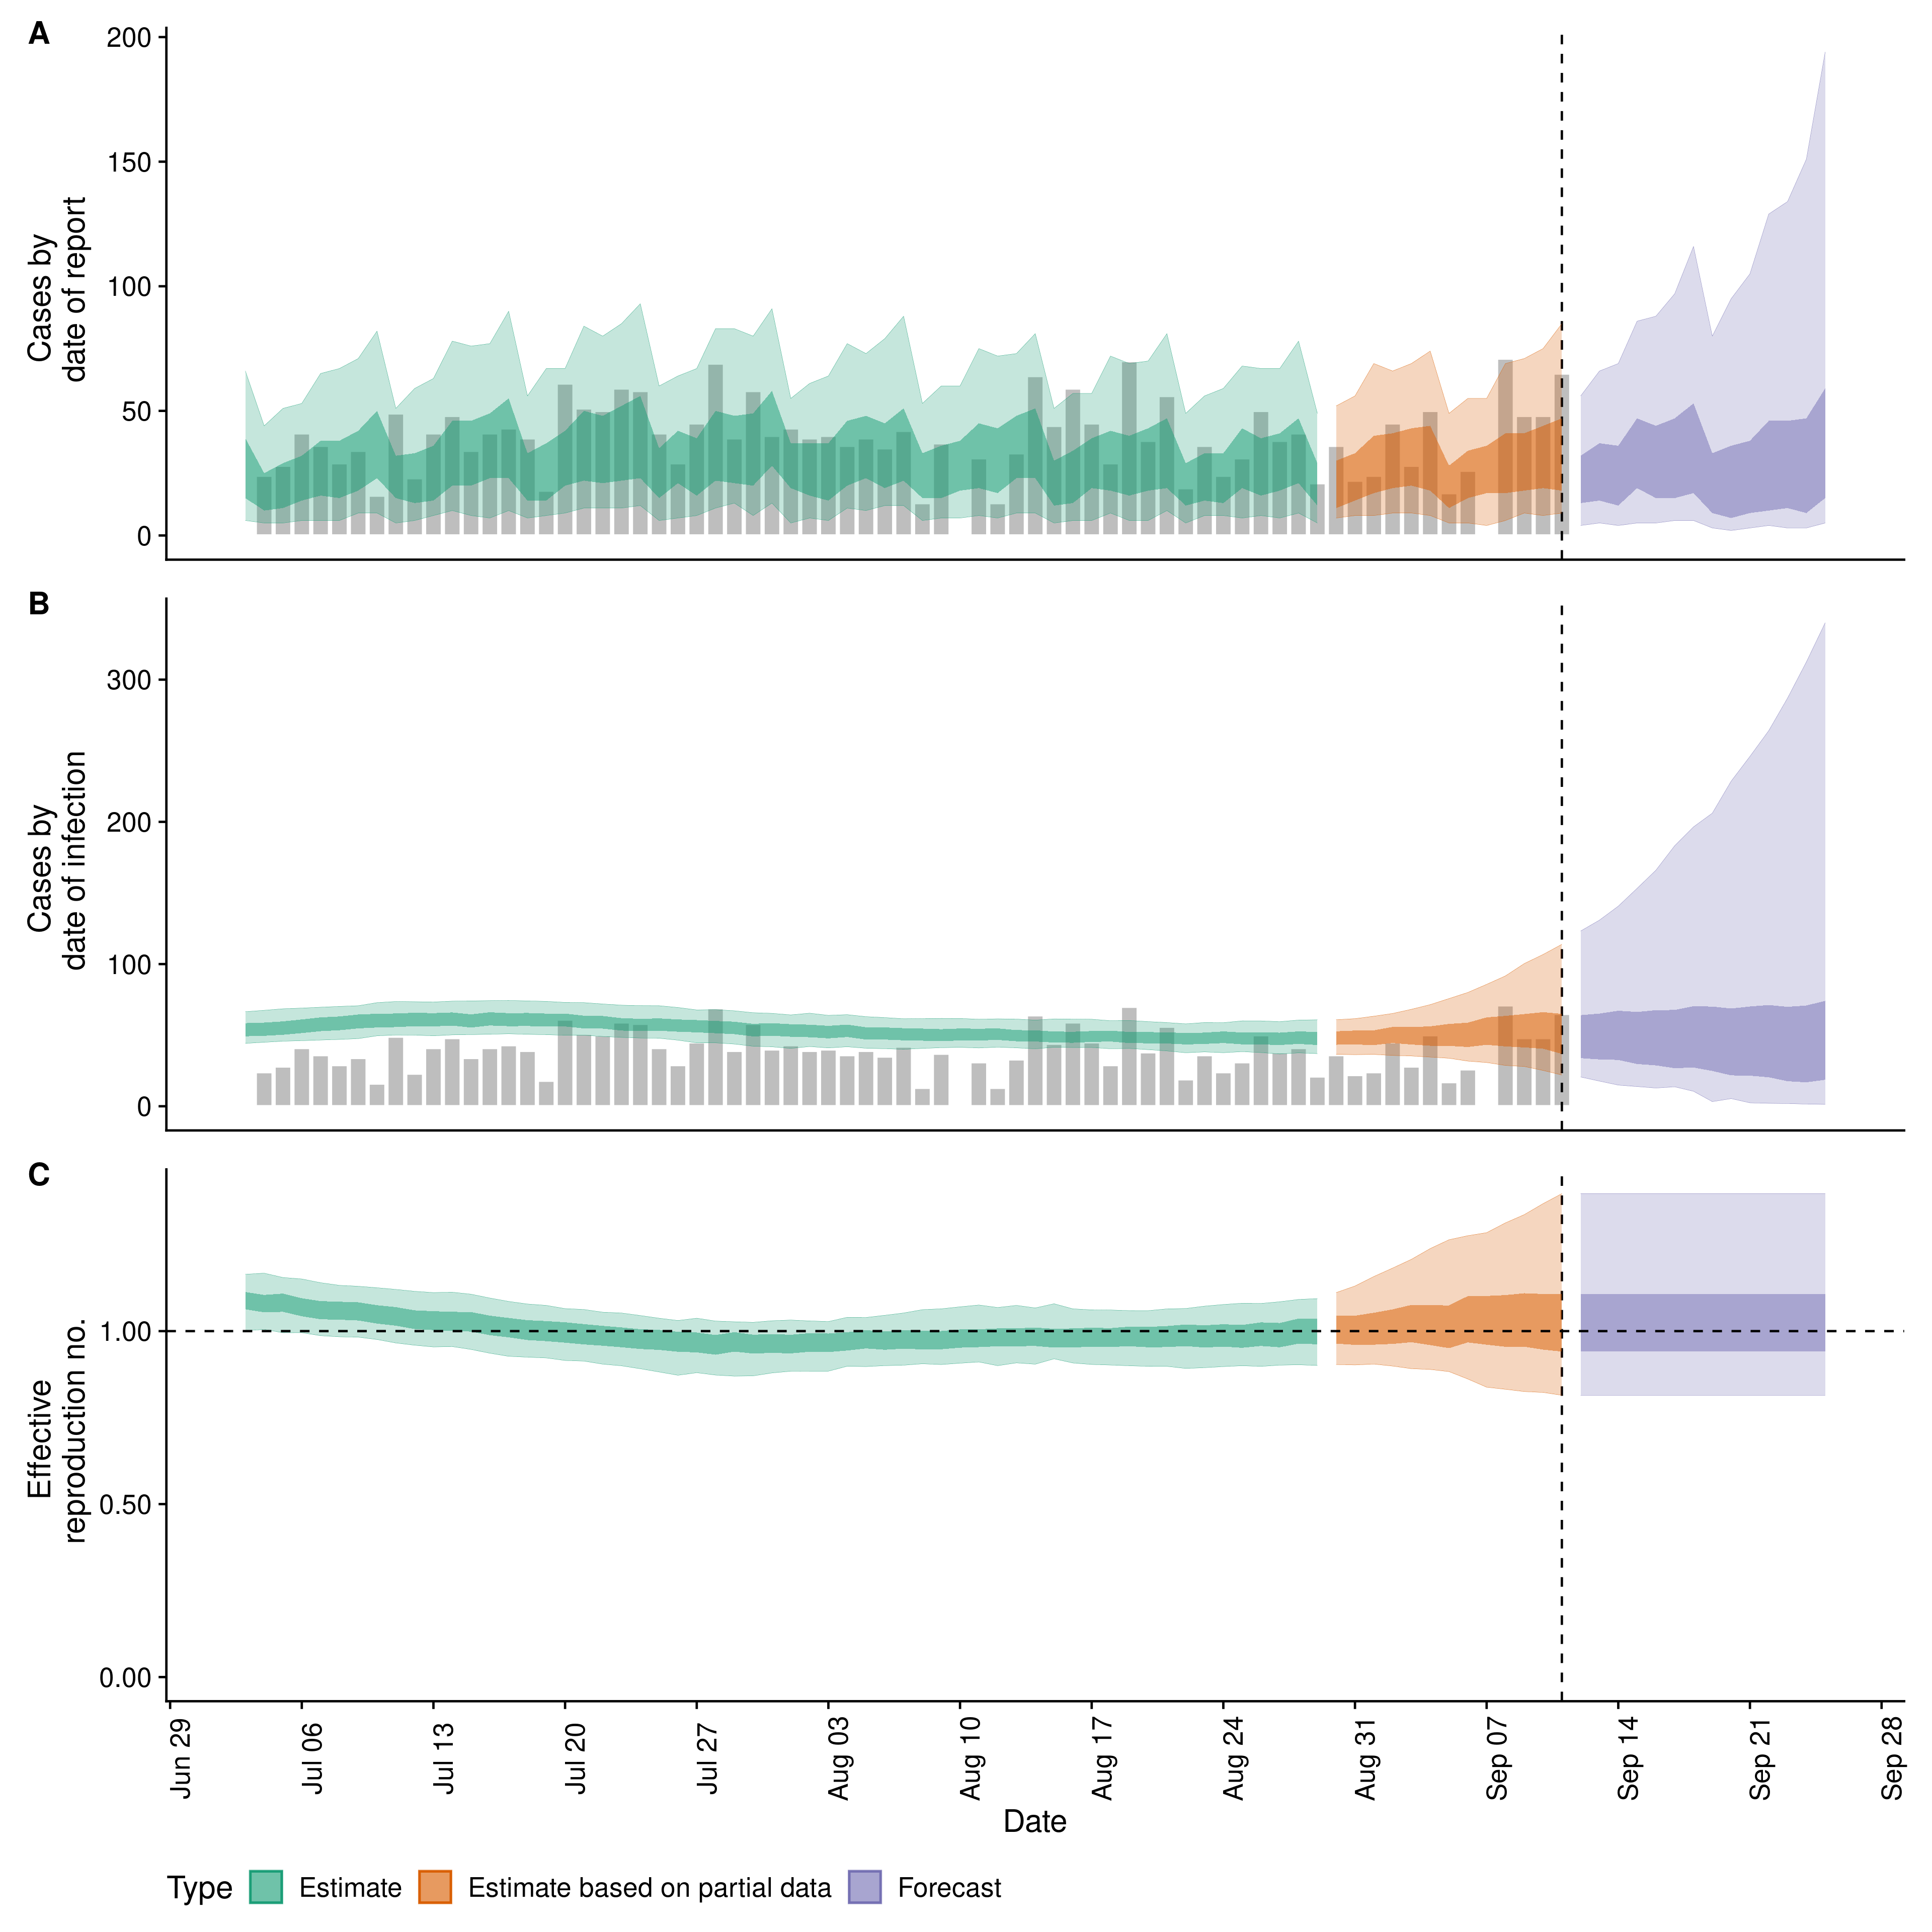 A
200
150
100
50
0
Cases by
date of report
B
300
200
100
0
Cases by
date of infection
C
1.00
0.50
0.00
Effective
reproduction no.
Jun 29
Jul 06
Jul 13
Jul 20
Jul 27
Aug 03
Aug 10
Aug 17
Aug 24
Aug 31
Sep 07
Sep 14
Sep 21
Sep 28
Date
Type Estimate Estimate based on partial data Forecast